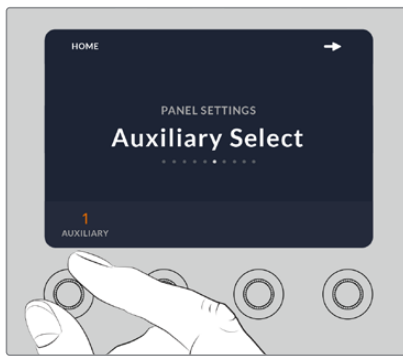 HOME
PANEL SETTINGS
Auxiliary Select
1
AUXILIARY